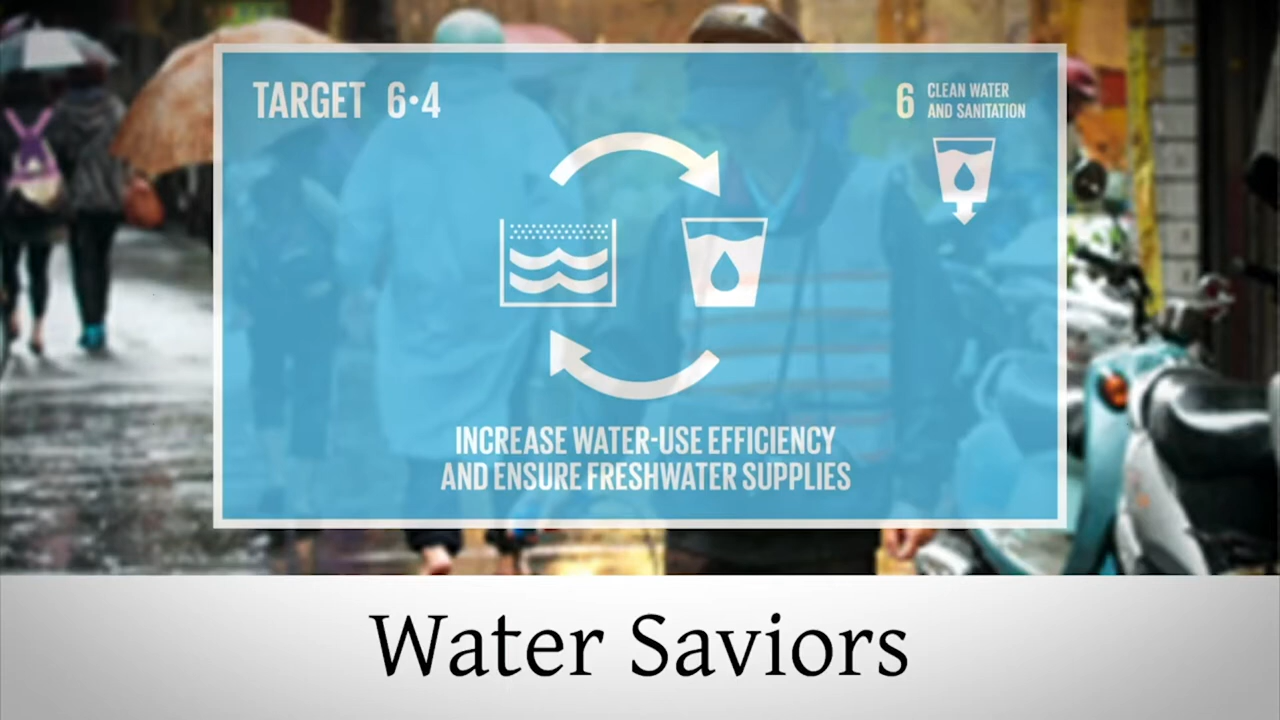 TARGET 6•4
6 CLEAN WATER
AND SANITATION
INCREASE WATER-USE EFFICIENCY
AND ENSURE FRESHWATER SUPPLIES
Water Saviors